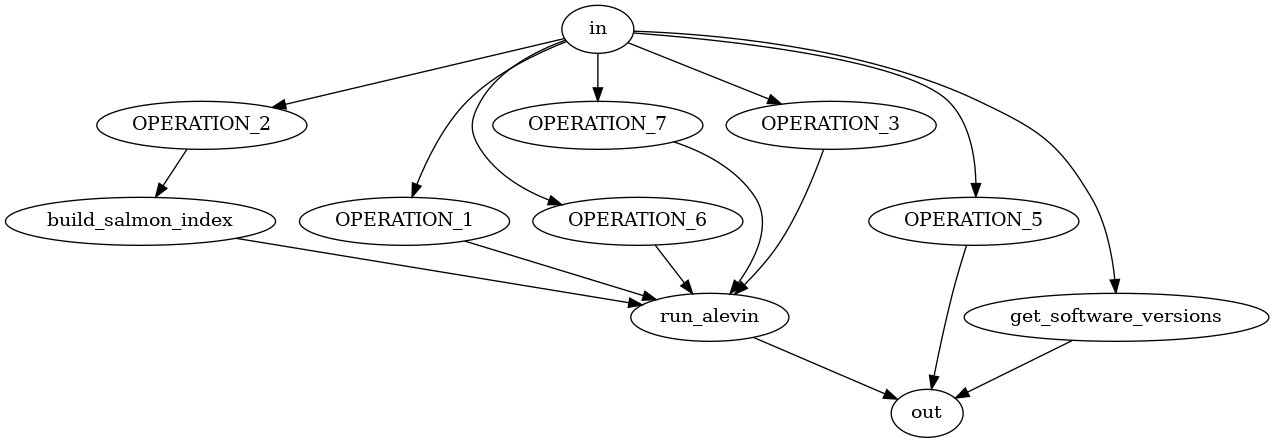 in
OPERATION_2
OPERATION_7
OPERATION_3
build_salmon_index
OPERATION_1
OPERATION_6
OPERATION_5
run_alevin
get_software_versions
out